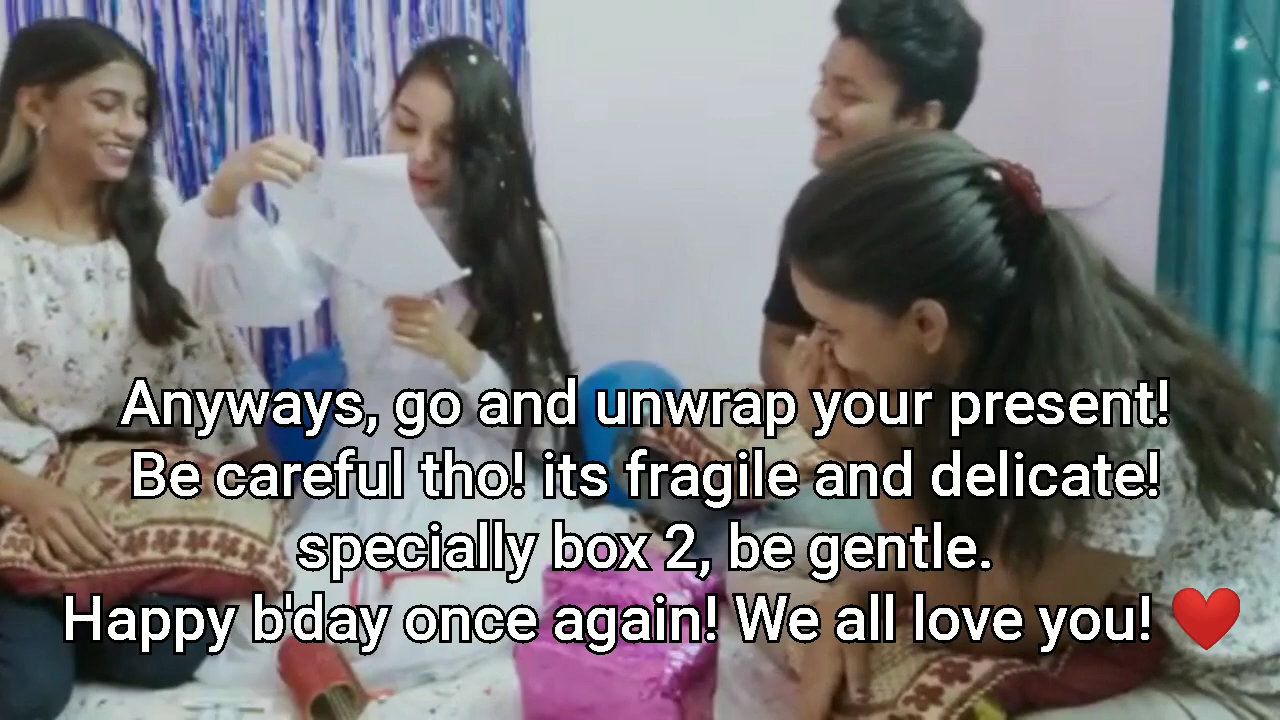 Anyways, go and unwrap your present!
Be careful tho! its fragile and delicate!
specially box 2, be gentle.
Happy b'day once again! We all love you! ❤️